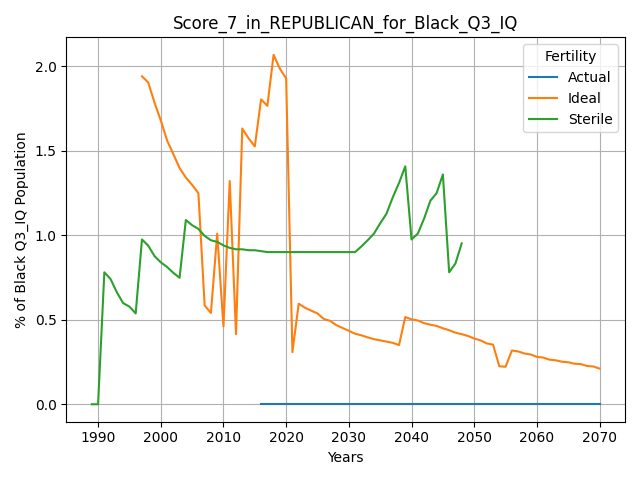 Score_7_in_REPUBLICAN_for_Black_Q3_IQ
% of Black Q3_IQ Population
2.0
1.5
1.0
0.5
0.0
Fertility
Actual
Ideal
Sterile
1990 2000 2010 2020 2030 2040 2050 2060 2070
Years